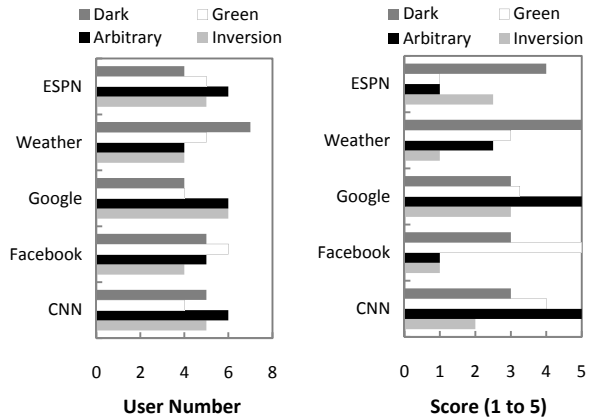 Dark Green
Arbitrary Inversion
ESPN
Weather
Google
Facebook
CNN
0 2 4 6 8
User Number
Dark Green
Arbitrary Inversion
ESPN
Weather
Google
Facebook
CNN
0 1 2 3 4 5
Score (1 to 5)